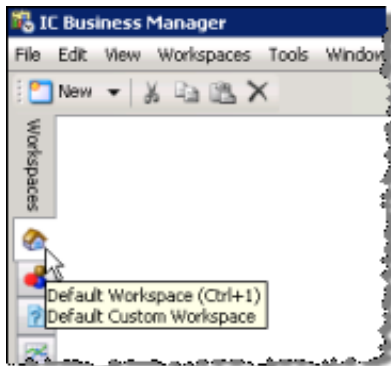 IC Business Manager
File Edit View Workspaces Tools Window
New
Workspaces
Default Workspace (Ctrl+1)
Default Custom Workspace